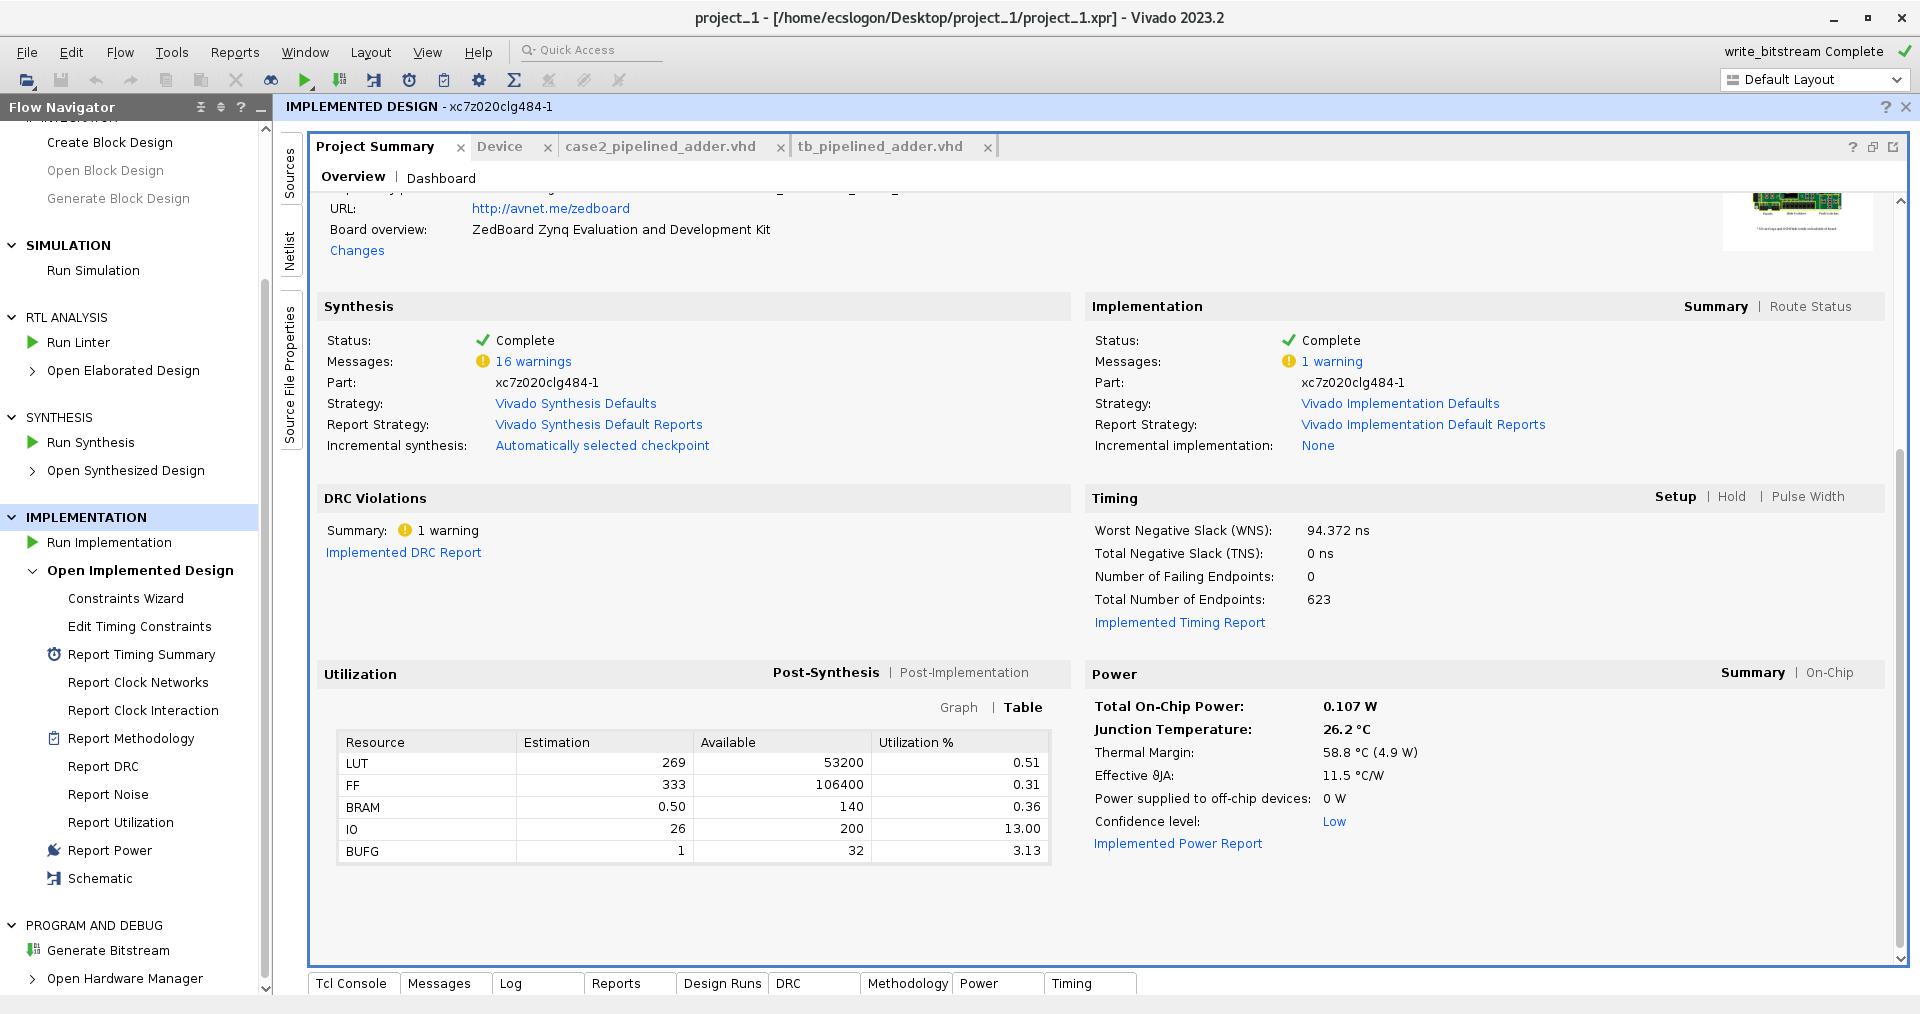 project_1 - [/home/ecslogon/Desktop/project_1/project_1.xpr] - Vivado 2023.2
File Edit Flow Tools Reports Window Layout View Help Quick Access
write_bitstream Complete
Default Layout
Flow Navigator
IMPLEMENTED DESIGN - xc7z020clg484-1
Create Block Design
Open Block Design
Generate Block Design
SIMULATION
Run Simulation
RTL ANALYSIS
Run Linter
Open Elaborated Design
SYNTHESIS
Run Synthesis
Open Synthesized Design
IMPLEMENTATION
Run Implementation
Open Implemented Design
Constraints Wizard
Edit Timing Constraints
Report Timing Summary
Report Clock Networks
Report Clock Interaction
Report Methodology
Report DRC
Report Noise
Report Utilization
Report Power
Schematic
PROGRAM AND DEBUG
Generate Bitstream
Open Hardware Manager
Sources
Netlist
Source File Properties
Project Summary Device case2_pipelined_adder.vhd tb_pipelined_adder.vhd
Overview | Dashboard
URL: http://avnet.me/zedboard
Board overview: ZedBoard Zynq Evaluation and Development Kit
Changes
Synthesis
Status: Complete
Messages: 16 warnings
Part: xc7z020clg484-1
Strategy: Vivado Synthesis Defaults
Report Strategy: Vivado Synthesis Default Reports
Incremental synthesis: Automatically selected checkpoint
Implementation Summary | Route Status
Status: Complete
Messages: 1 warning
Part: xc7z020clg484-1
Strategy: Vivado Implementation Defaults
Report Strategy: Vivado Implementation Default Reports
Incremental implementation: None
DRC Violations
Summary: 1 warning
Implemented DRC Report
Timing Setup | Hold | Pulse Width
Worst Negative Slack (WNS): 94.372 ns
Total Negative Slack (TNS): 0 ns
Number of Failing Endpoints: 0
Total Number of Endpoints: 623
Implemented Timing Report
Utilization Post-Synthesis | Post-Implementation
Graph | Table
Resource Estimation Available Utilization %
LUT 269 53200 0.51
FF 333 106400 0.31
BRAM 0.50 140 0.36
IO 26 200 13.00
BUFG 1 32 3.13
Power Summary | On-Chip
Total On-Chip Power: 0.107 W
Junction Temperature: 26.2 °C
Thermal Margin: 58.8 °C (4.9 W)
Effective ϑJA: 11.5 °C/W
Power supplied to off-chip devices: 0 W
Confidence level: Low
Implemented Power Report
Tcl Console Messages Log Reports Design Runs DRC Methodology Power Timing